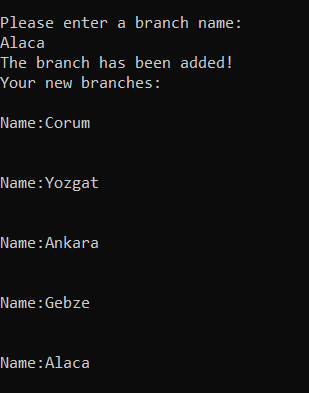 Please enter a branch name:
Alaca
The branch has been added!
Your new branches:
Name:Corum
Name:Yozgat
Name:Ankara
Name:Gebze
Name:Alaca